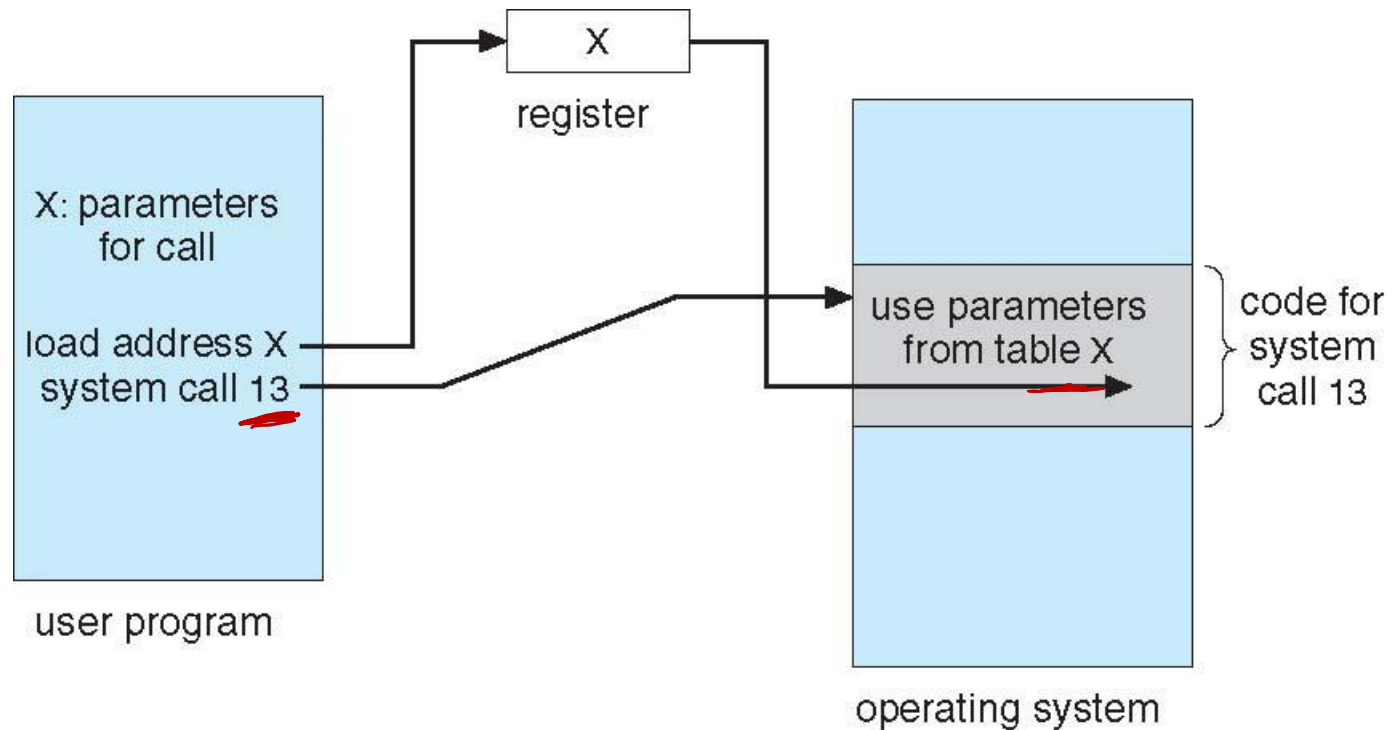 X
register
X: parameters
for call
load address X
system call 13
user program
use parameters
from table X
code for
system
call 13
operating system